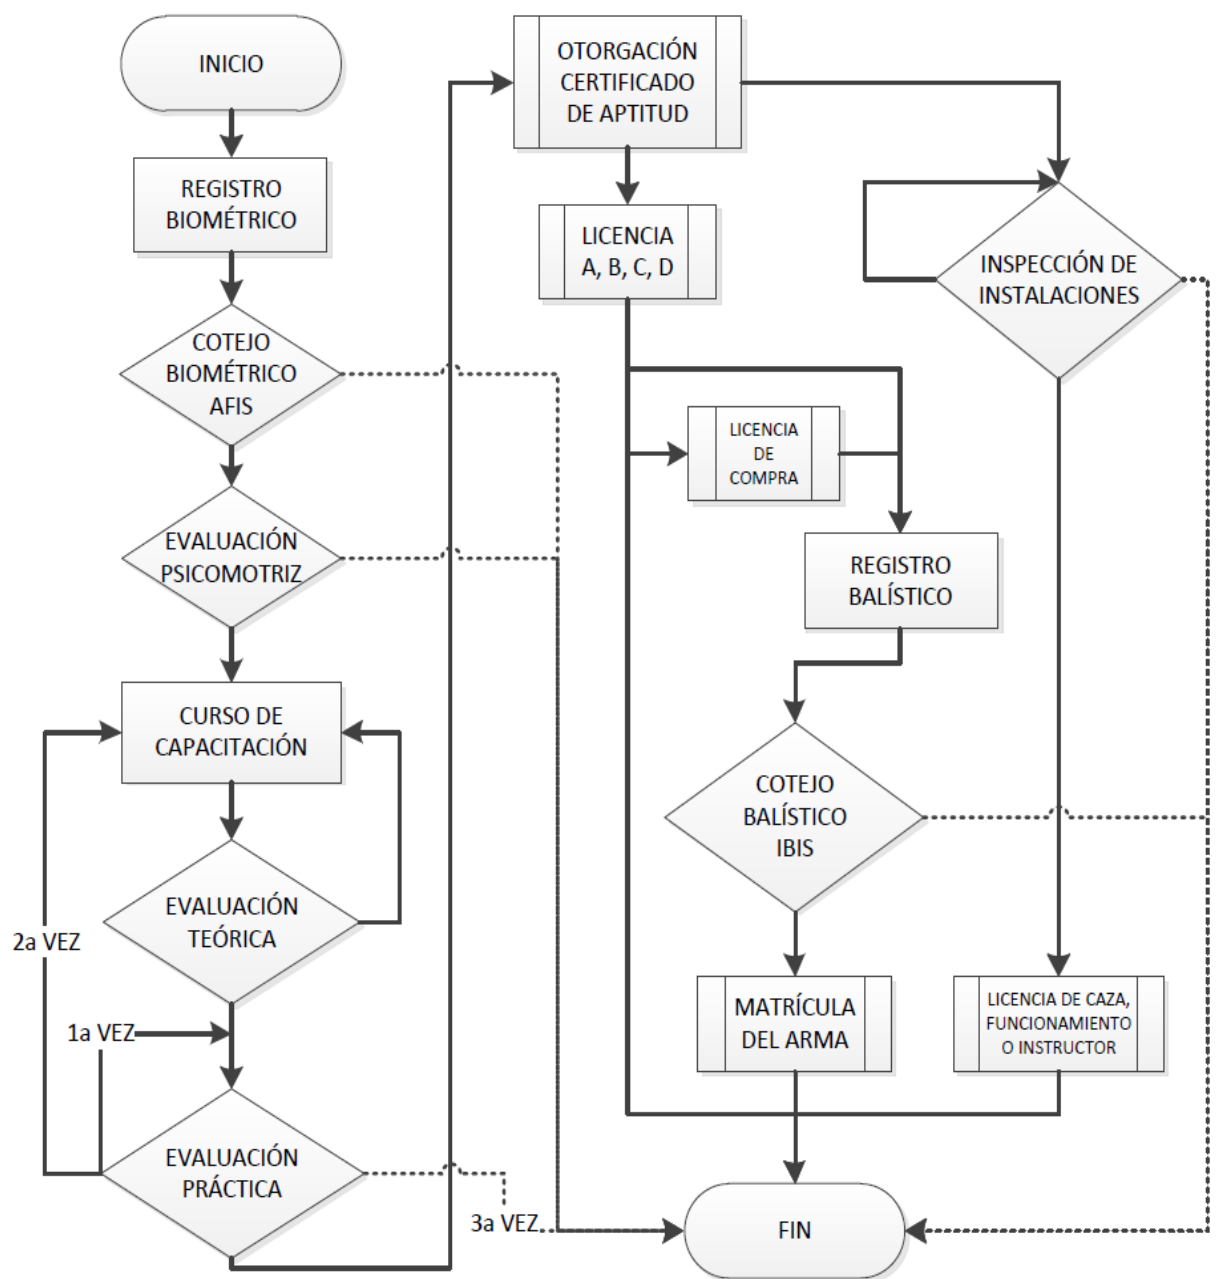 INICIO
REGISTRO
BIOMÉTRICO
COTEJO
BIOMÉTRICO
AFIS
EVALUACIÓN
PSICOMOTRIZ
CURSO DE
CAPACITACIÓN
EVALUACIÓN
TEÓRICA
2a VEZ
1a VEZ
EVALUACIÓN
PRÁCTICA
3a VEZ
OTORGACIÓN
CERTIFICADO
DE APTITUD
LICENCIA
A, B, C, D
INSPECCIÓN DE
INSTALACIONES
LICENCIA
DE
COMPRA
REGISTRO
BALÍSTICO
COTEJO
BALÍSTICO
IBIS
MATRÍCULA
DEL ARMA
LICENCIA DE CAZA,
FUNCIONAMIENTO
O INSTRUCTOR
FIN